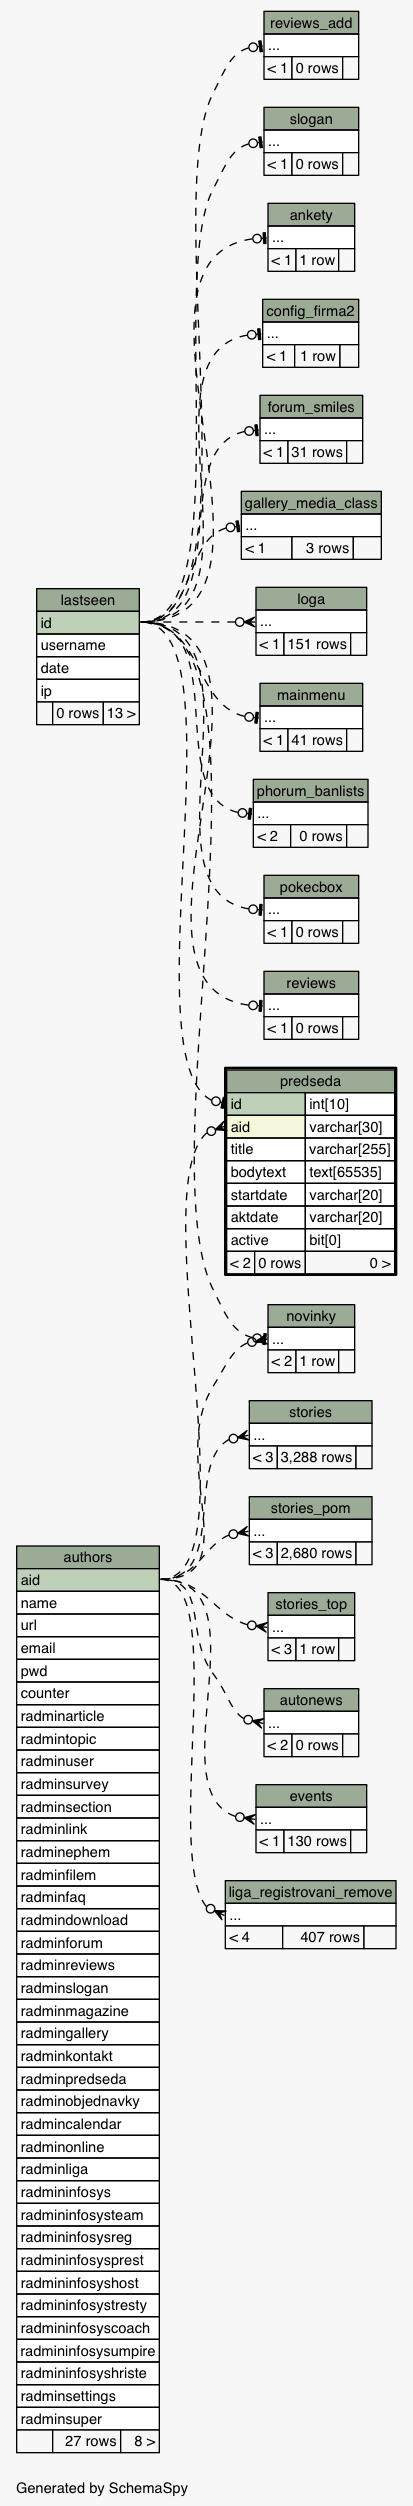 reviews_add
...
< 1 0 rows
slogan
...
< 1 0 rows
ankety
...
< 1 1 row
config_firma2
...
< 1 1 row
forum_smiles
...
< 1 31 rows
gallery_media_class
...
< 1 3 rows
lastseen
id
username
date
ip
0 rows 13 >
loga
...
< 1 151 rows
mainmenu
...
< 1 41 rows
phorum_banlists
...
< 2 0 rows
pokecbox
...
< 1 0 rows
reviews
...
< 1 0 rows
predseda
id int[10]
aid varchar[30]
title varchar[255]
bodytext text[65535]
startdate varchar[20]
aktdate varchar[20]
active bit[0]
< 2 0 rows 0 >
novinky
...
< 2 1 row
stories
...
< 3 3,288 rows
stories_pom
...
< 3 2,680 rows
stories_top
...
< 3 1 row
autonews
...
< 2 0 rows
events
...
< 1 130 rows
liga_registrovani_remove
...
< 4 407 rows
authors
aid
name
url
email
pwd
counter
radminarticle
radmintopic
radminuser
radminsurvey
radminsection
radminlink
radminephem
radminfilem
radminfaq
radmindownload
radminforum
radminreviews
radminslogan
radminmagazine
radmingallery
radminkontakt
radminpredseda
radminobjednavky
radmincalendar
radminonline
radminliga
radmininfosys
radmininfosysteam
radmininfosysreg
radmininfosysprest
radmininfosyshost
radmininfosystresty
radmininfosyscoach
radmininfosysumpire
radmininfosyshriste
radminsettings
radminsuper
27 rows 8 >
Generated by SchemaSpy